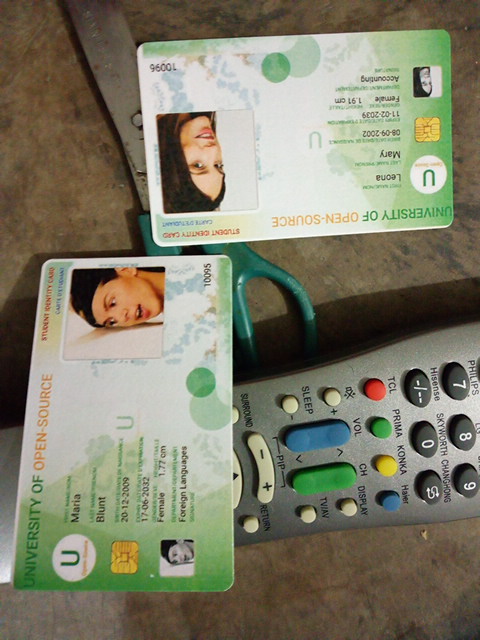 UNIVERSITY OF OPEN-SOURCE
STUDENT IDENTITY CARD
CARTE D'ETUDIANT
Leona
Mary
08-09-2002
11-02-2039
Female 1.91 cm
Accounting
10096
U
UNIVERSITY OF OPEN-SOURCE
STUDENT IDENTITY CARD
CARTE D'ETUDIANT
Maria
Blunt
20-12-2009
17-06-2032
Female 1.77 cm
Foreign Languages
10095
U
PHILIPS
7
8
9
Hisense
-/--
SKYWORTH
0
CHANGHONG
TCL
PRIMA
KONKA
Haier
SLEEP
VOL
CH
DISPLAY
PIP
TV/AV
SURROUND
RETURN